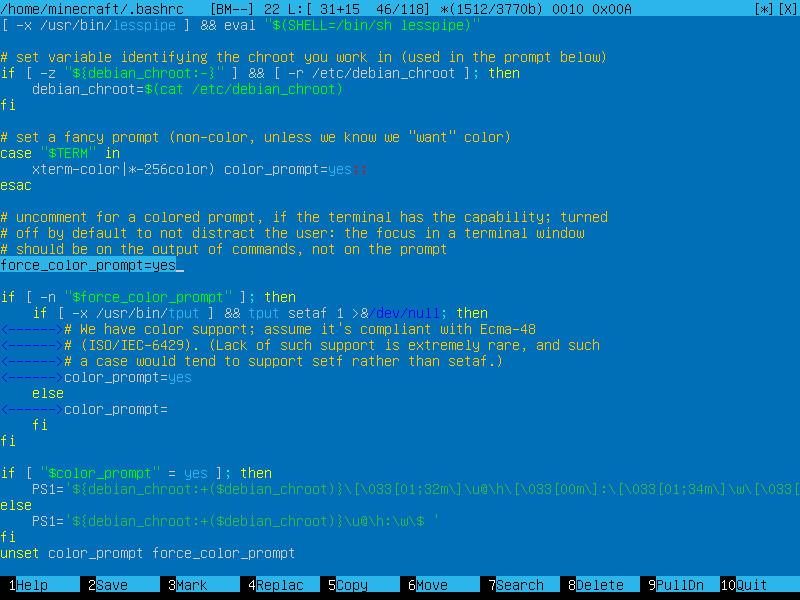 /home/minecraft/.bashrc [BM--] 22 L:[ 31+15 46/118] *(1512/3770b) 0010 0x00A [*][X]
[ -x /usr/bin/lesspipe ] && eval "$(SHELL=/bin/sh lesspipe)"
# set variable identifying the chroot you work in (used in the prompt below)
if [ -z "${debian_chroot:-}" ] && [ -r /etc/debian_chroot ]; then
debian_chroot=$(cat /etc/debian_chroot)
fi
# set a fancy prompt (non-color, unless we know we "want" color)
case "$TERM" in
xterm-color|*-256color) color_prompt=yes;;
esac
# uncomment for a colored prompt, if the terminal has the capability; turned
# off by default to not distract the user: the focus in a terminal window
# should be on the output of commands, not on the prompt
force_color_prompt=yes
if [ -n "$force_color_prompt" ]; then
if [ -x /usr/bin/tput ] && tput setaf 1 >&/dev/null; then
<------># We have color support; assume it's compliant with Ecma-48
<------># (ISO/IEC-6429). (Lack of such support is extremely rare, and such
<------># a case would tend to support setf rather than setaf.)
<------>color_prompt=yes
else
<------>color_prompt=
fi
fi
if [ "$color_prompt" = yes ]; then
PS1='${debian_chroot:+($debian_chroot)}\[\033[01;32m\]\u@\h\[\033[00m\]:\[\033[01;34m\]\w\[\033[
else
PS1='${debian_chroot:+($debian_chroot)}\u@\h:\w\$ '
fi
unset color_prompt force_color_prompt
1Help 2Save 3Mark 4Replac 5Copy 6Move 7Search 8Delete 9PullDn 10Quit